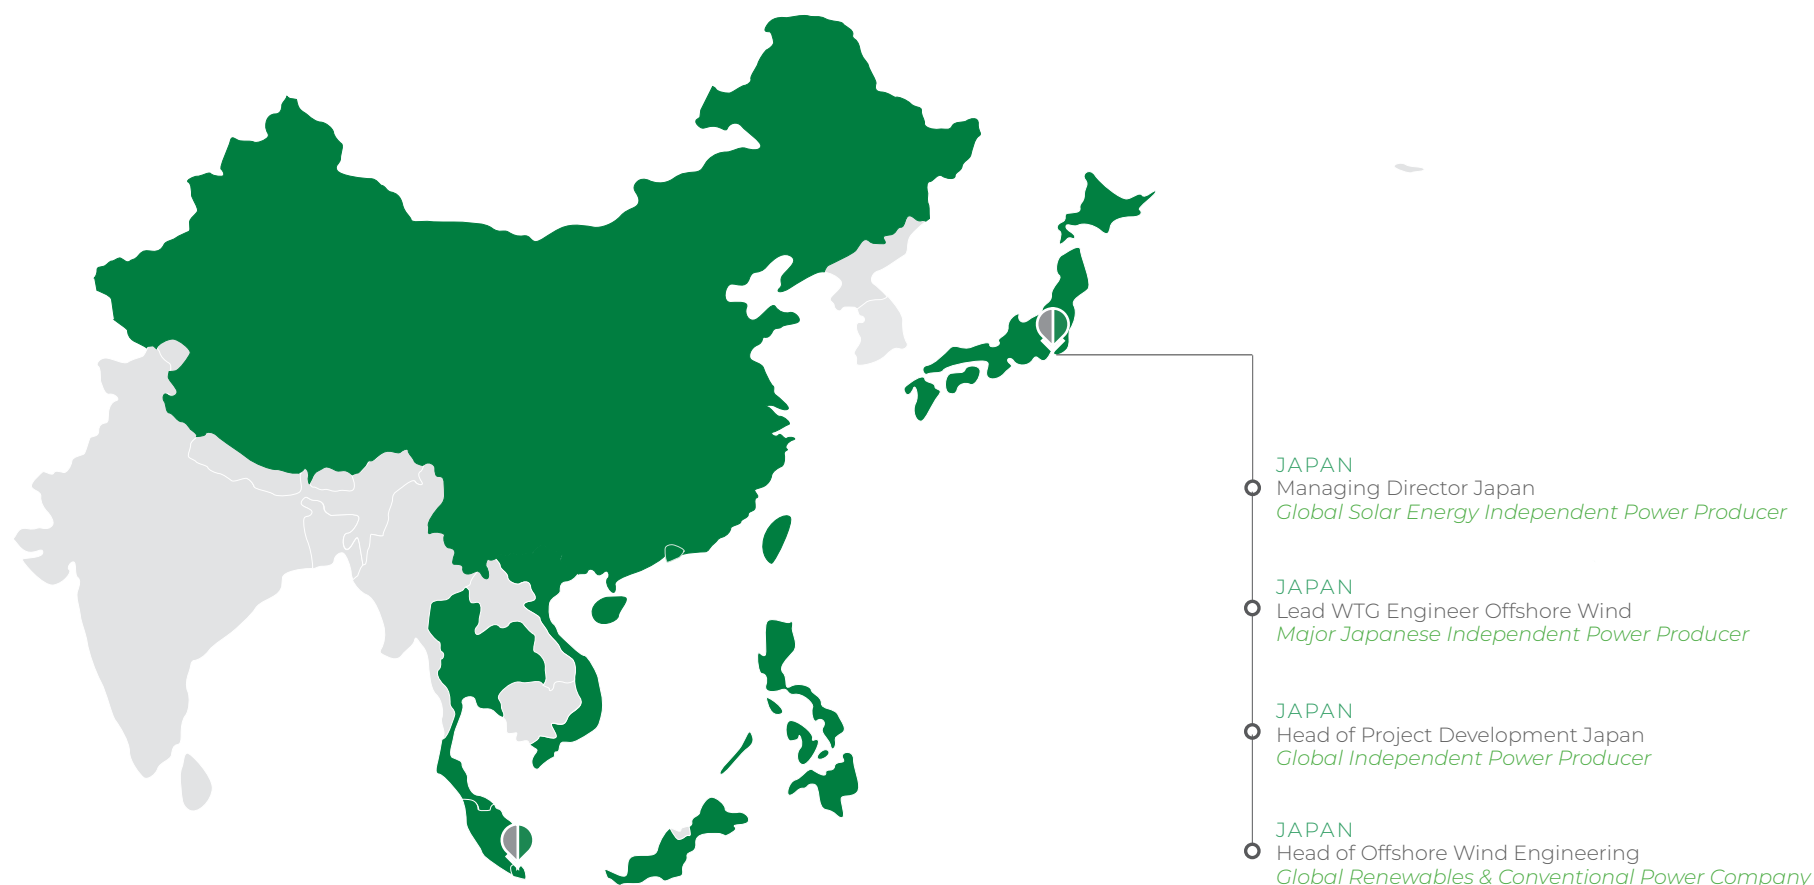 JAPAN
Managing Director Japan
Global Solar Energy Independent Power Producer
JAPAN
Lead WTG Engineer Offshore Wind
Major Japanese Independent Power Producer
JAPAN
Head of Project Development Japan
Global Independent Power Producer
JAPAN
Head of Offshore Wind Engineering
Global Renewables & Conventional Power Company